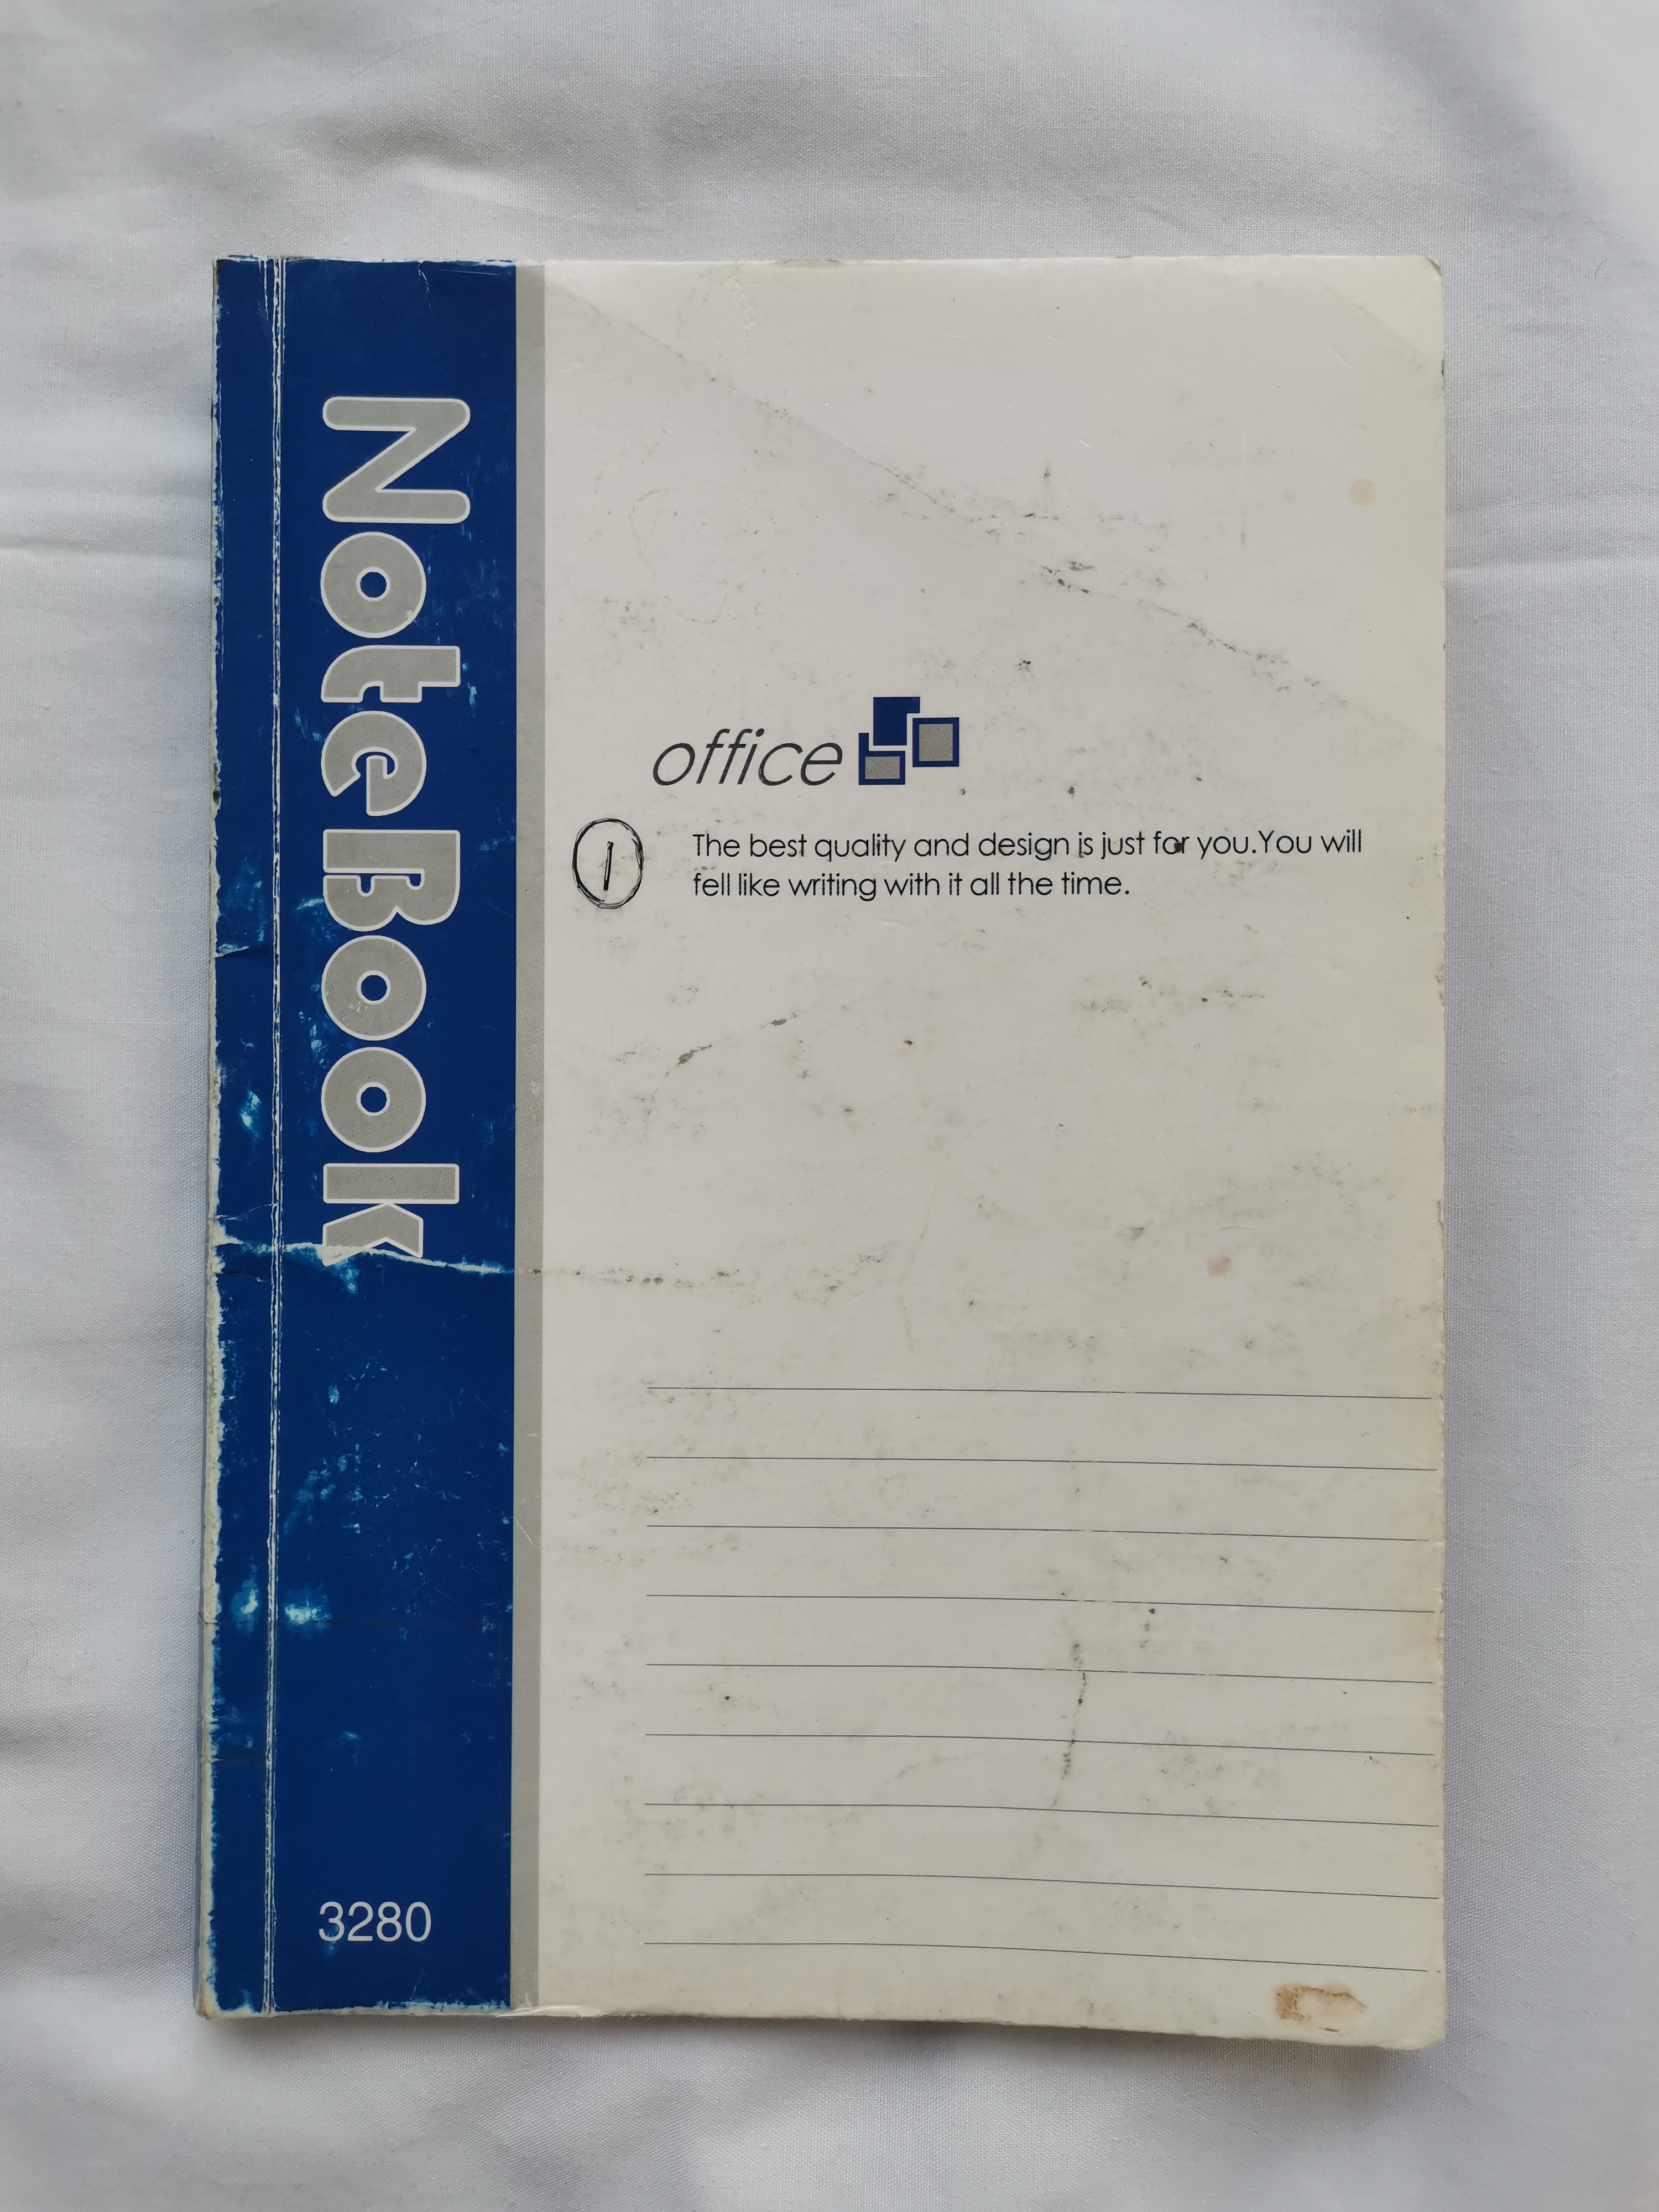 NoteBook
office
1
The best quality and design is just for you.You will
fell like writing with it all the time.
3280